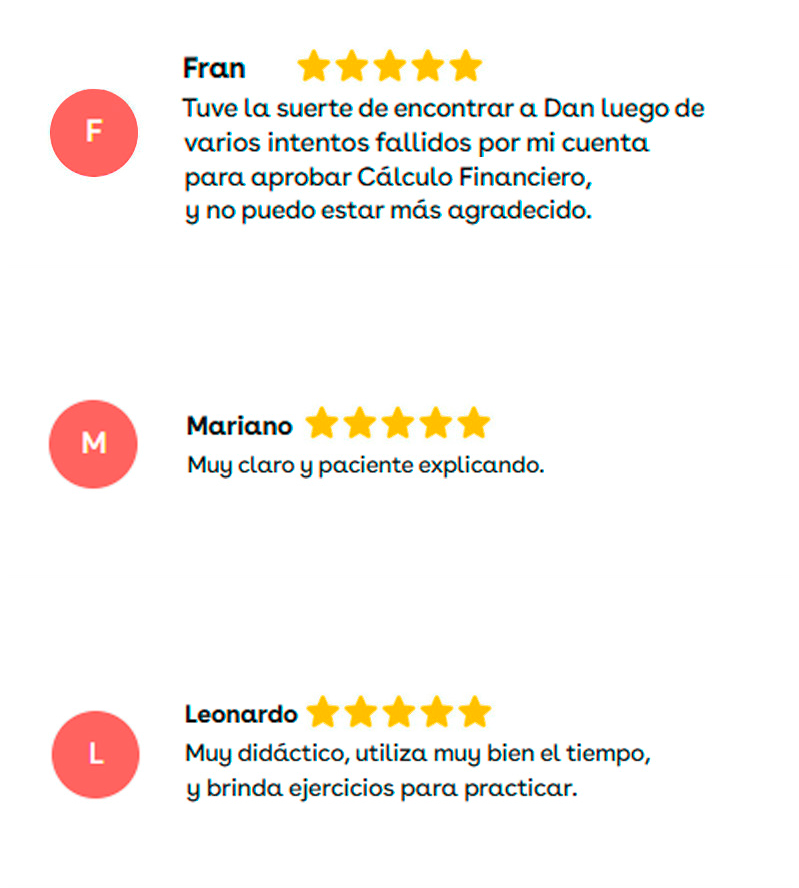 F
Fran
Tuve la suerte de encontrar a Dan luego de
varios intentos fallidos por mi cuenta
para aprobar Cálculo Financiero,
y no puedo estar más agradecido.
M
Mariano
Muy claro y paciente explicando.
L
Leonardo
Muy didáctico, utiliza muy bien el tiempo,
y brinda ejercicios para practicar.